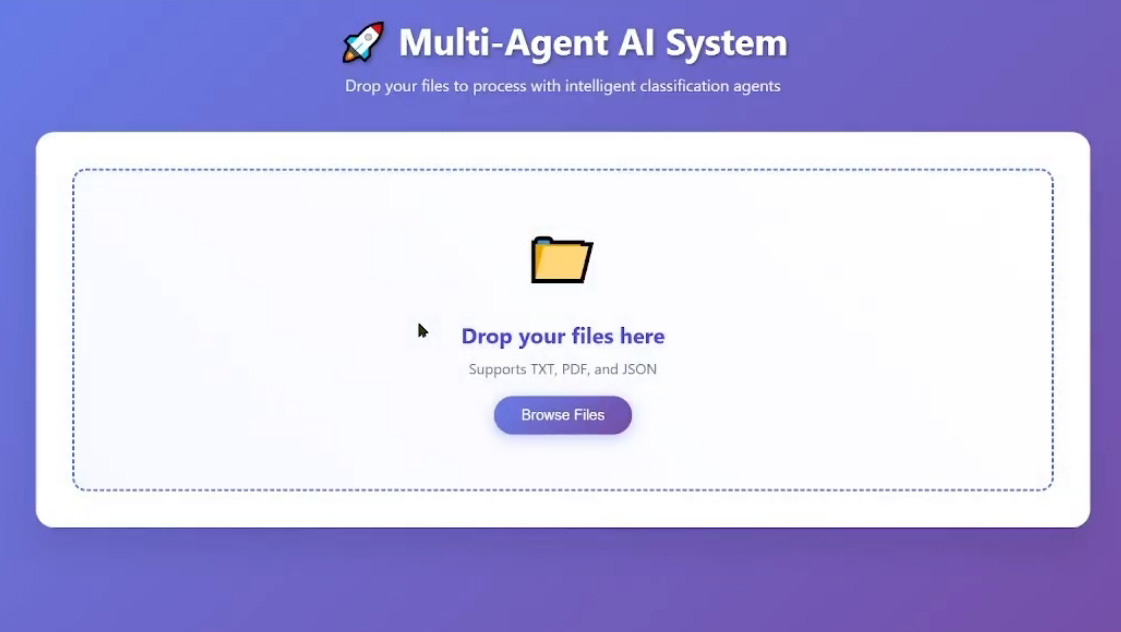 Multi-Agent AI System
Drop your files to process with intelligent classification agents
Drop your files here
Supports TXT, PDF, and JSON
Browse Files